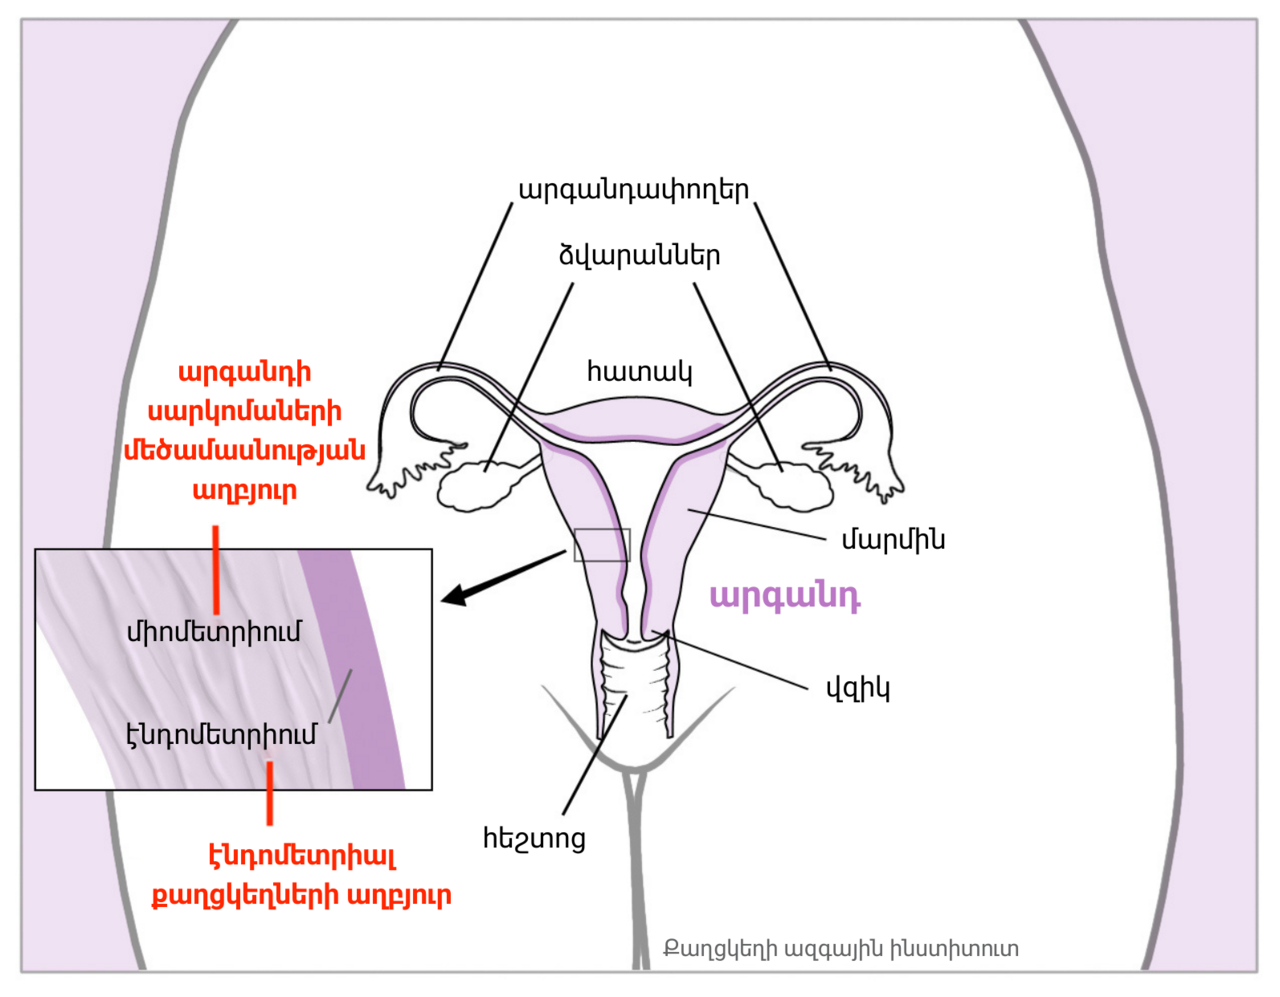 արգանդափողեր
ձվարաններ
հատակ
արգանդի
սարկոմաների
մեծամասնության
աղբյուր
մարմին
արգանդ
միոմետրիում
վզիկ
էնդոմետրիում
հեշտոց
էնդոմետրիալ
քաղցկեղների աղբյուր
Քաղցկեղի ազգային ինստիտուտ